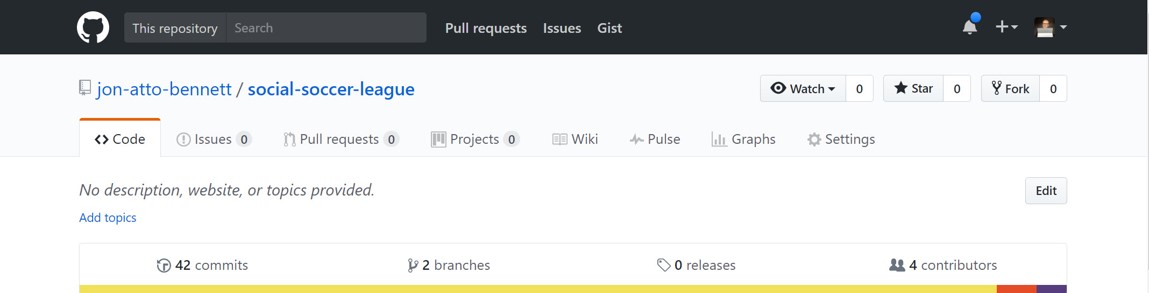 This repository Search Pull requests Issues Gist
jon-atto-bennett / social-soccer-league Watch 0 Star 0 Fork 0
Code Issues 0 Pull requests 0 Projects 0 Wiki Pulse Graphs Settings
No description, website, or topics provided. Edit
Add topics
42 commits 2 branches 0 releases 4 contributors